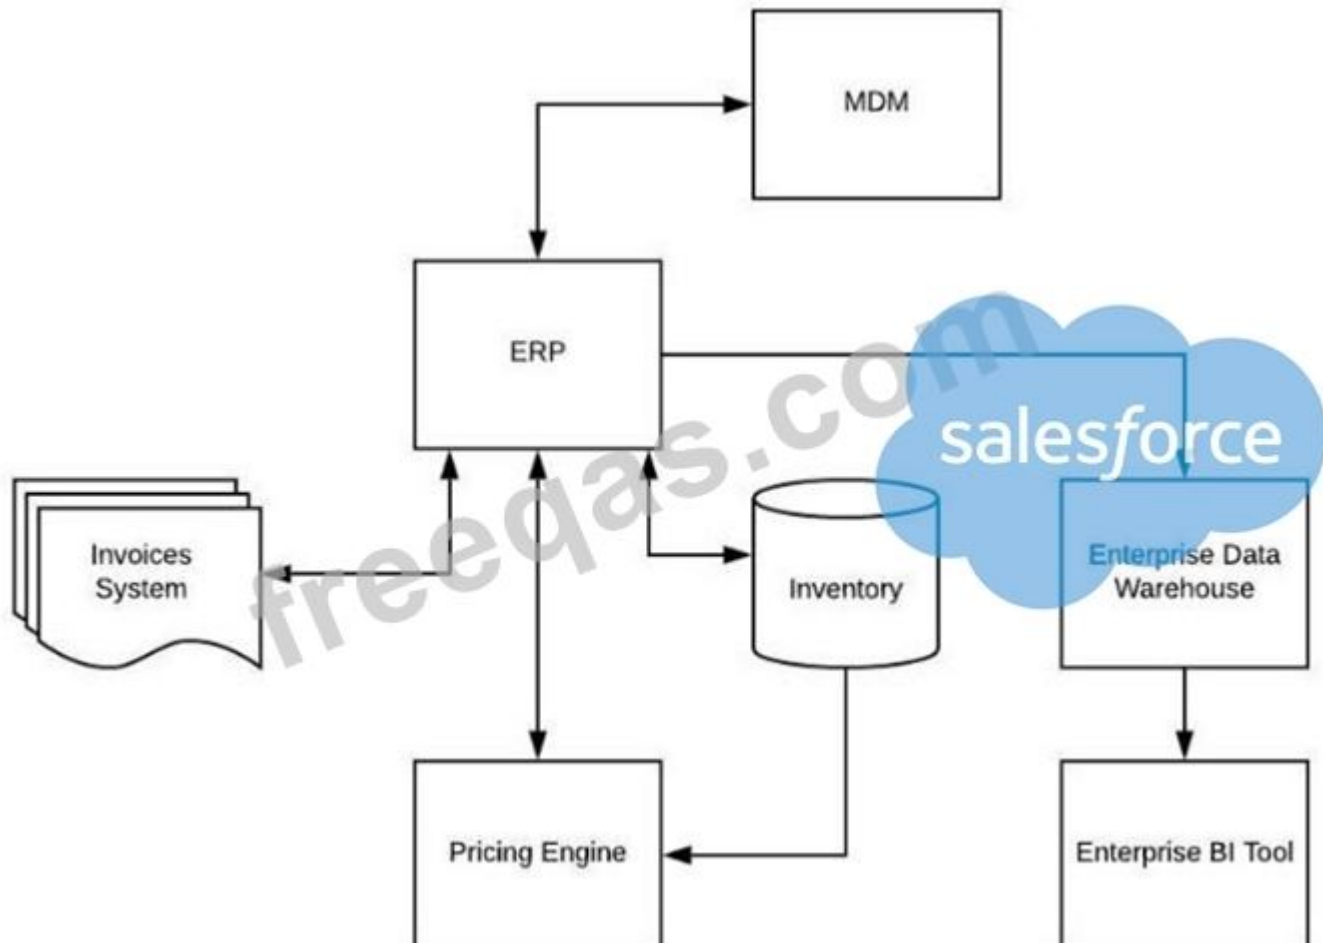 MDM
ERP
freeqas.com
salesforce
Invoices
System
Inventory
Enterprise Data
Warehouse
Pricing Engine
Enterprise BI Tool